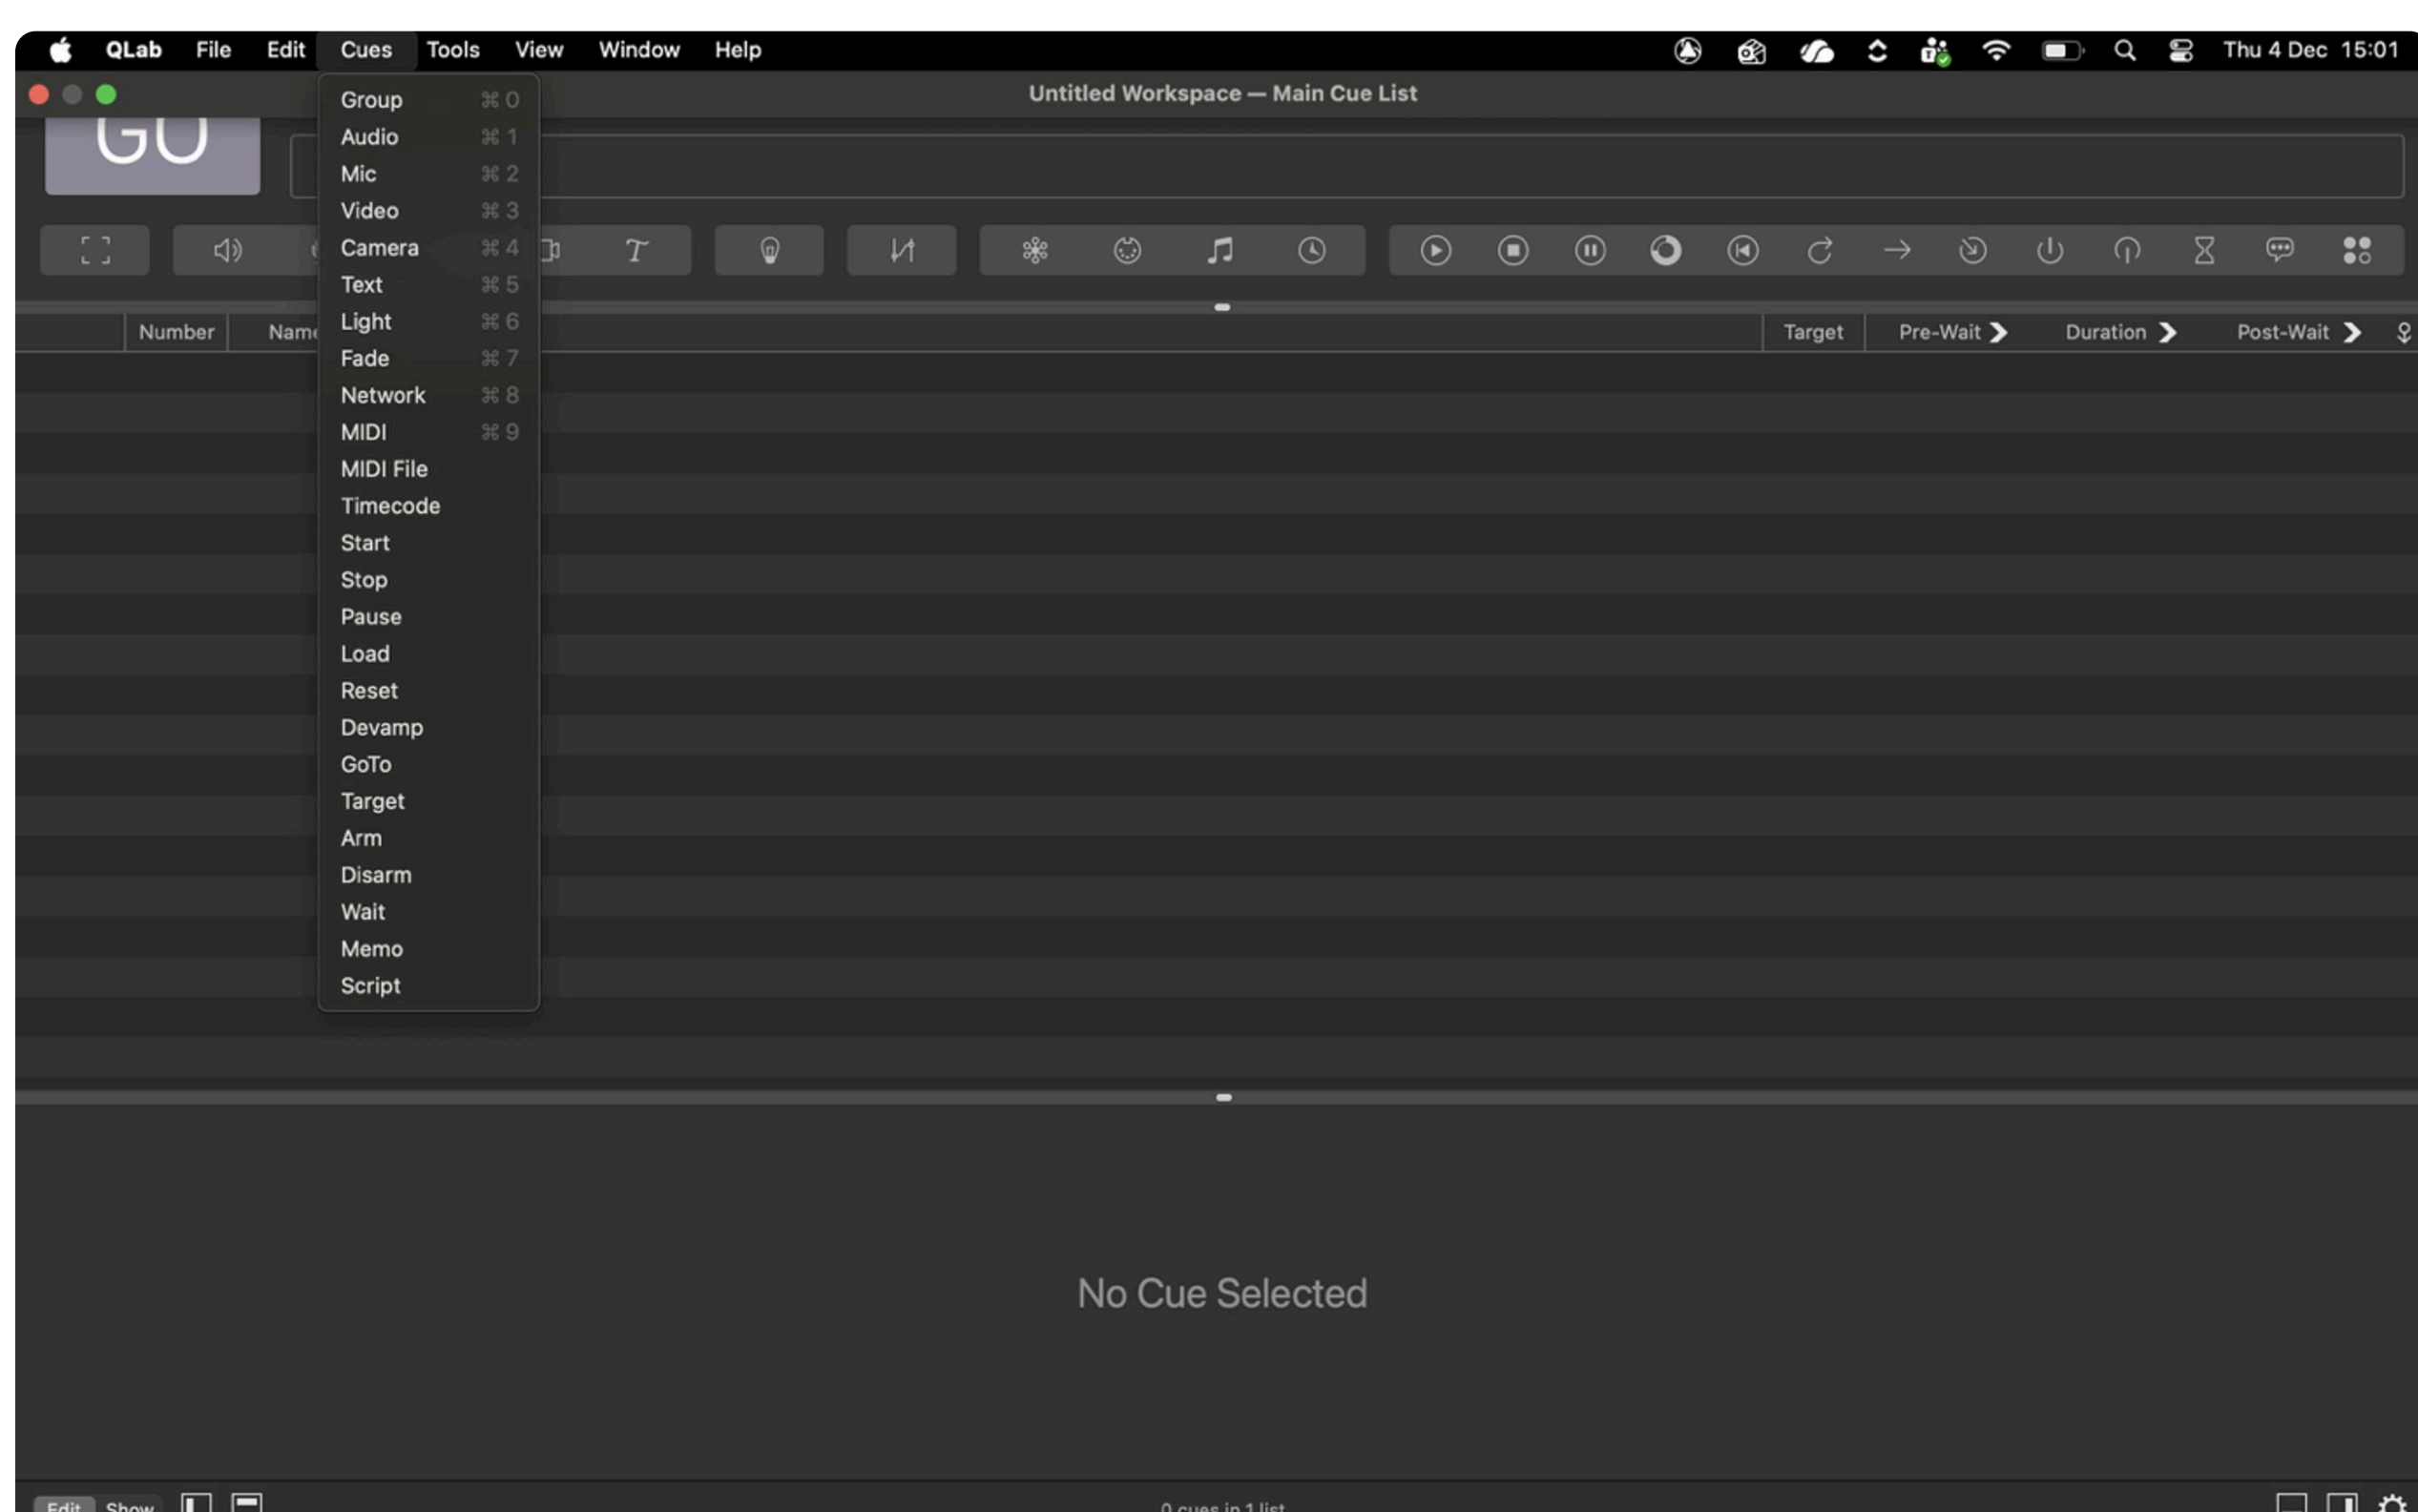 QLab File Edit Cues Tools View Window Help Thu 4 Dec 15:01
Untitled Workspace — Main Cue List
GO
Group ⌘ 0
Audio ⌘ 1
Mic ⌘ 2
Video ⌘ 3
Camera ⌘ 4
Text ⌘ 5
Light ⌘ 6
Fade ⌘ 7
Network ⌘ 8
MIDI ⌘ 9
MIDI File
Timecode
Start
Stop
Pause
Load
Reset
Devamp
GoTo
Target
Arm
Disarm
Wait
Memo
Script
Number Name Target Pre-Wait Duration Post-Wait
No Cue Selected
Edit Show 0 cues in 1 list